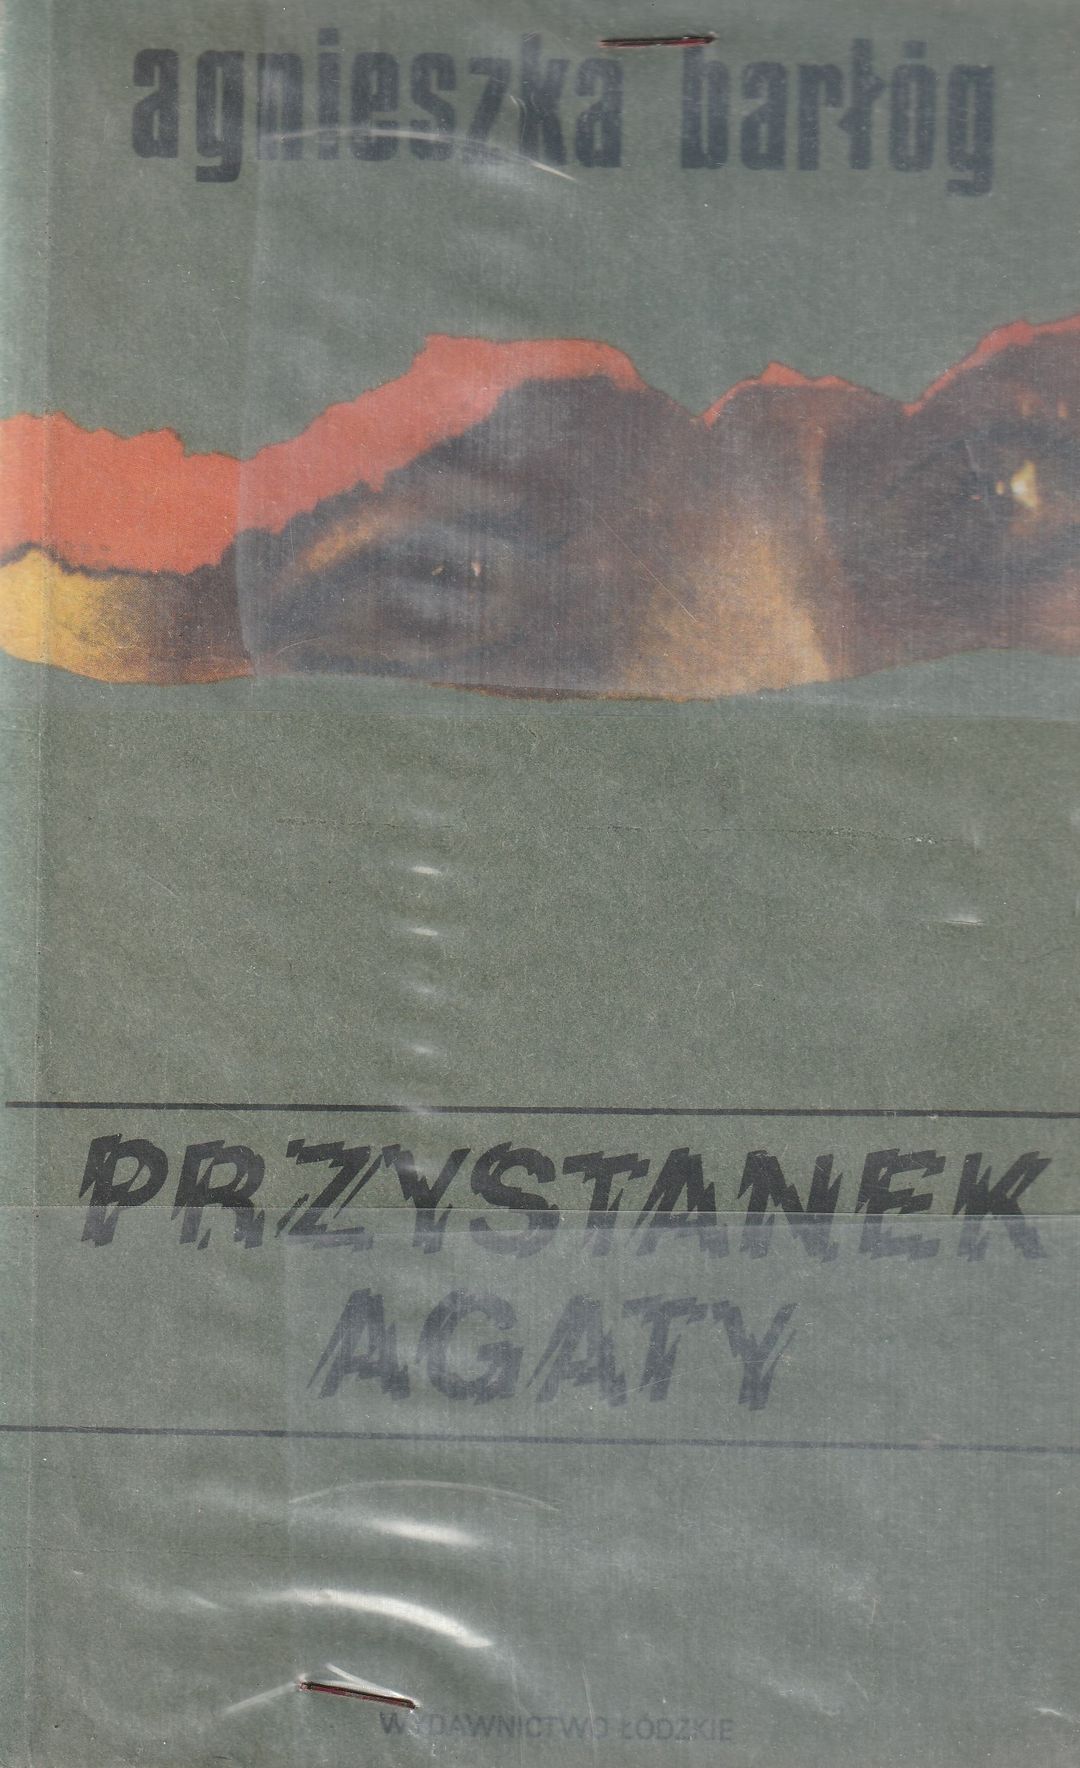 agnieszka barłóg
PRZYSTANEK
AGATY
WYDAWNICTWO ŁÓDZKIE